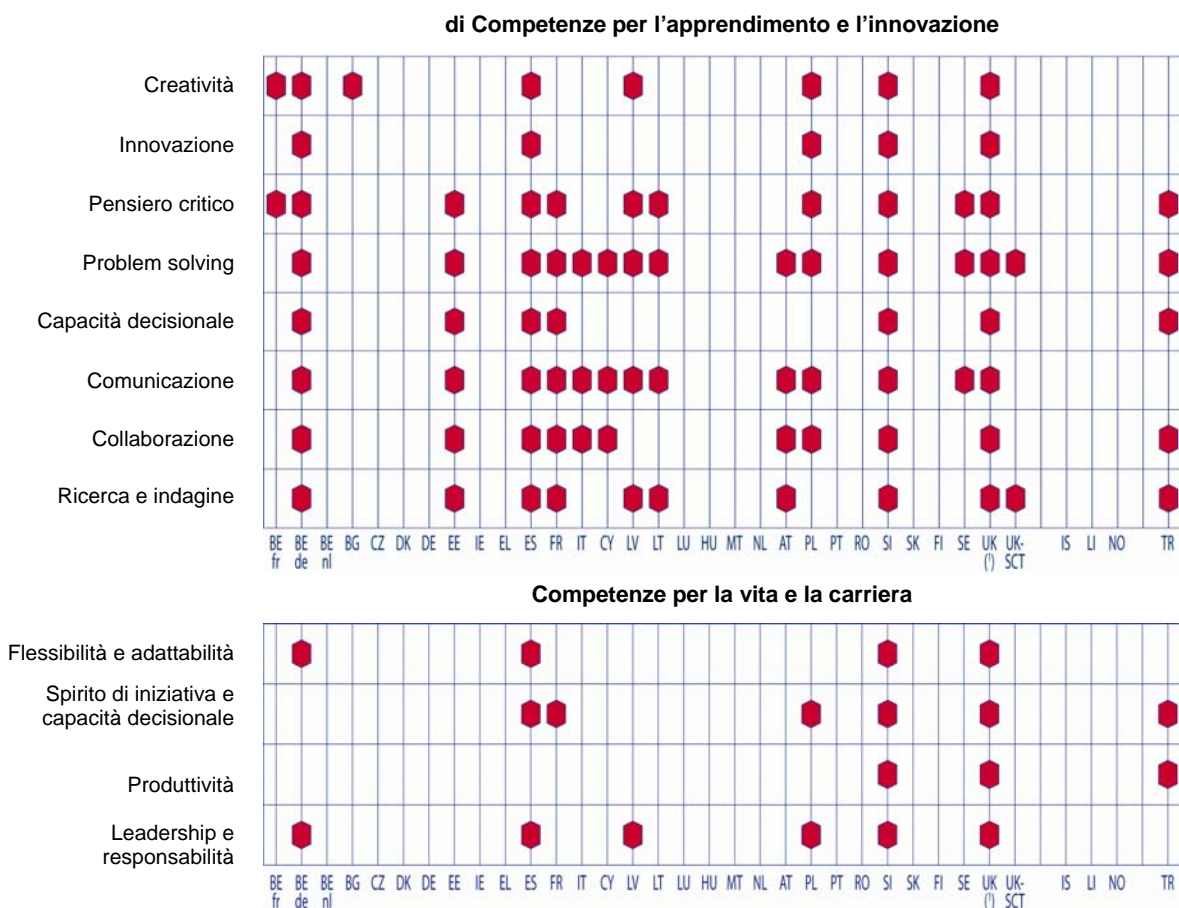 di Competenze per l’apprendimento e l’innovazione
Creatività
Innovazione
Pensiero critico
Problem solving
Capacità decisionale
Comunicazione
Collaborazione
Ricerca e indagine
BE fr BE de BE nl BG CZ DK DE EE IE EL ES FR IT CY LV LT LU HU MT NL AT PL PT RO SI SK FI SE UK (¹) UK-SCT IS LI NO TR
Competenze per la vita e la carriera
Flessibilità e adattabilità
Spirito di iniziativa e
capacità decisionale
Produttività
Leadership e
responsabilità
BE fr BE de BE nl BG CZ DK DE EE IE EL ES FR IT CY LV LT LU HU MT NL AT PL PT RO SI SK FI SE UK (¹) UK-SCT IS LI NO TR